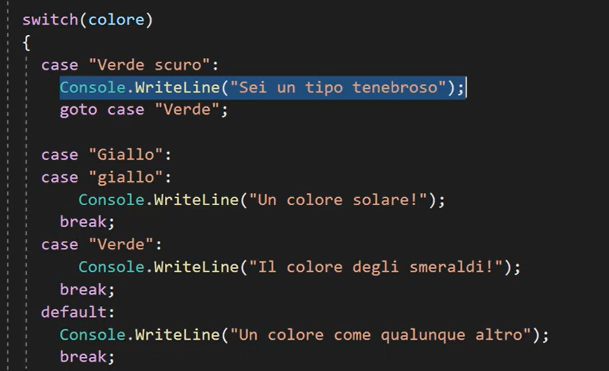 switch(colore)
{
case "Verde scuro":
Console.WriteLine("Sei un tipo tenebroso");
goto case "Verde";
case "Giallo":
case "giallo":
Console.WriteLine("Un colore solare!");
break;
case "Verde":
Console.WriteLine("Il colore degli smeraldi!");
break;
default:
Console.WriteLine("Un colore come qualunque altro");
break;